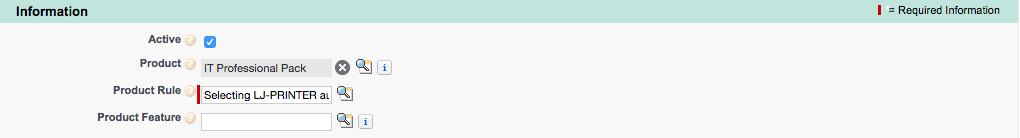 Information
= Required Information
Active
Product IT Professional Pack
Product Rule Selecting LJ-PRINTER au
Product Feature